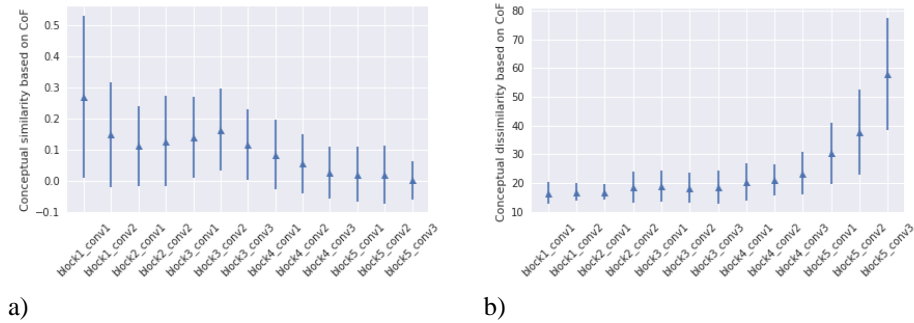 Conceptual similarity based on CoF
0.5
0.4
0.3
0.2
0.1
0.0
−0.1
block1_conv1
block1_conv2
block2_conv1
block2_conv2
block3_conv1
block3_conv2
block3_conv3
block4_conv1
block4_conv2
block4_conv3
block5_conv1
block5_conv2
block5_conv3
a)
Conceptual dissimilarity based on CoF
80
70
60
50
40
30
20
10
block1_conv1
block1_conv2
block2_conv1
block2_conv2
block3_conv1
block3_conv2
block3_conv3
block4_conv1
block4_conv2
block4_conv3
block5_conv1
block5_conv2
block5_conv3
b)